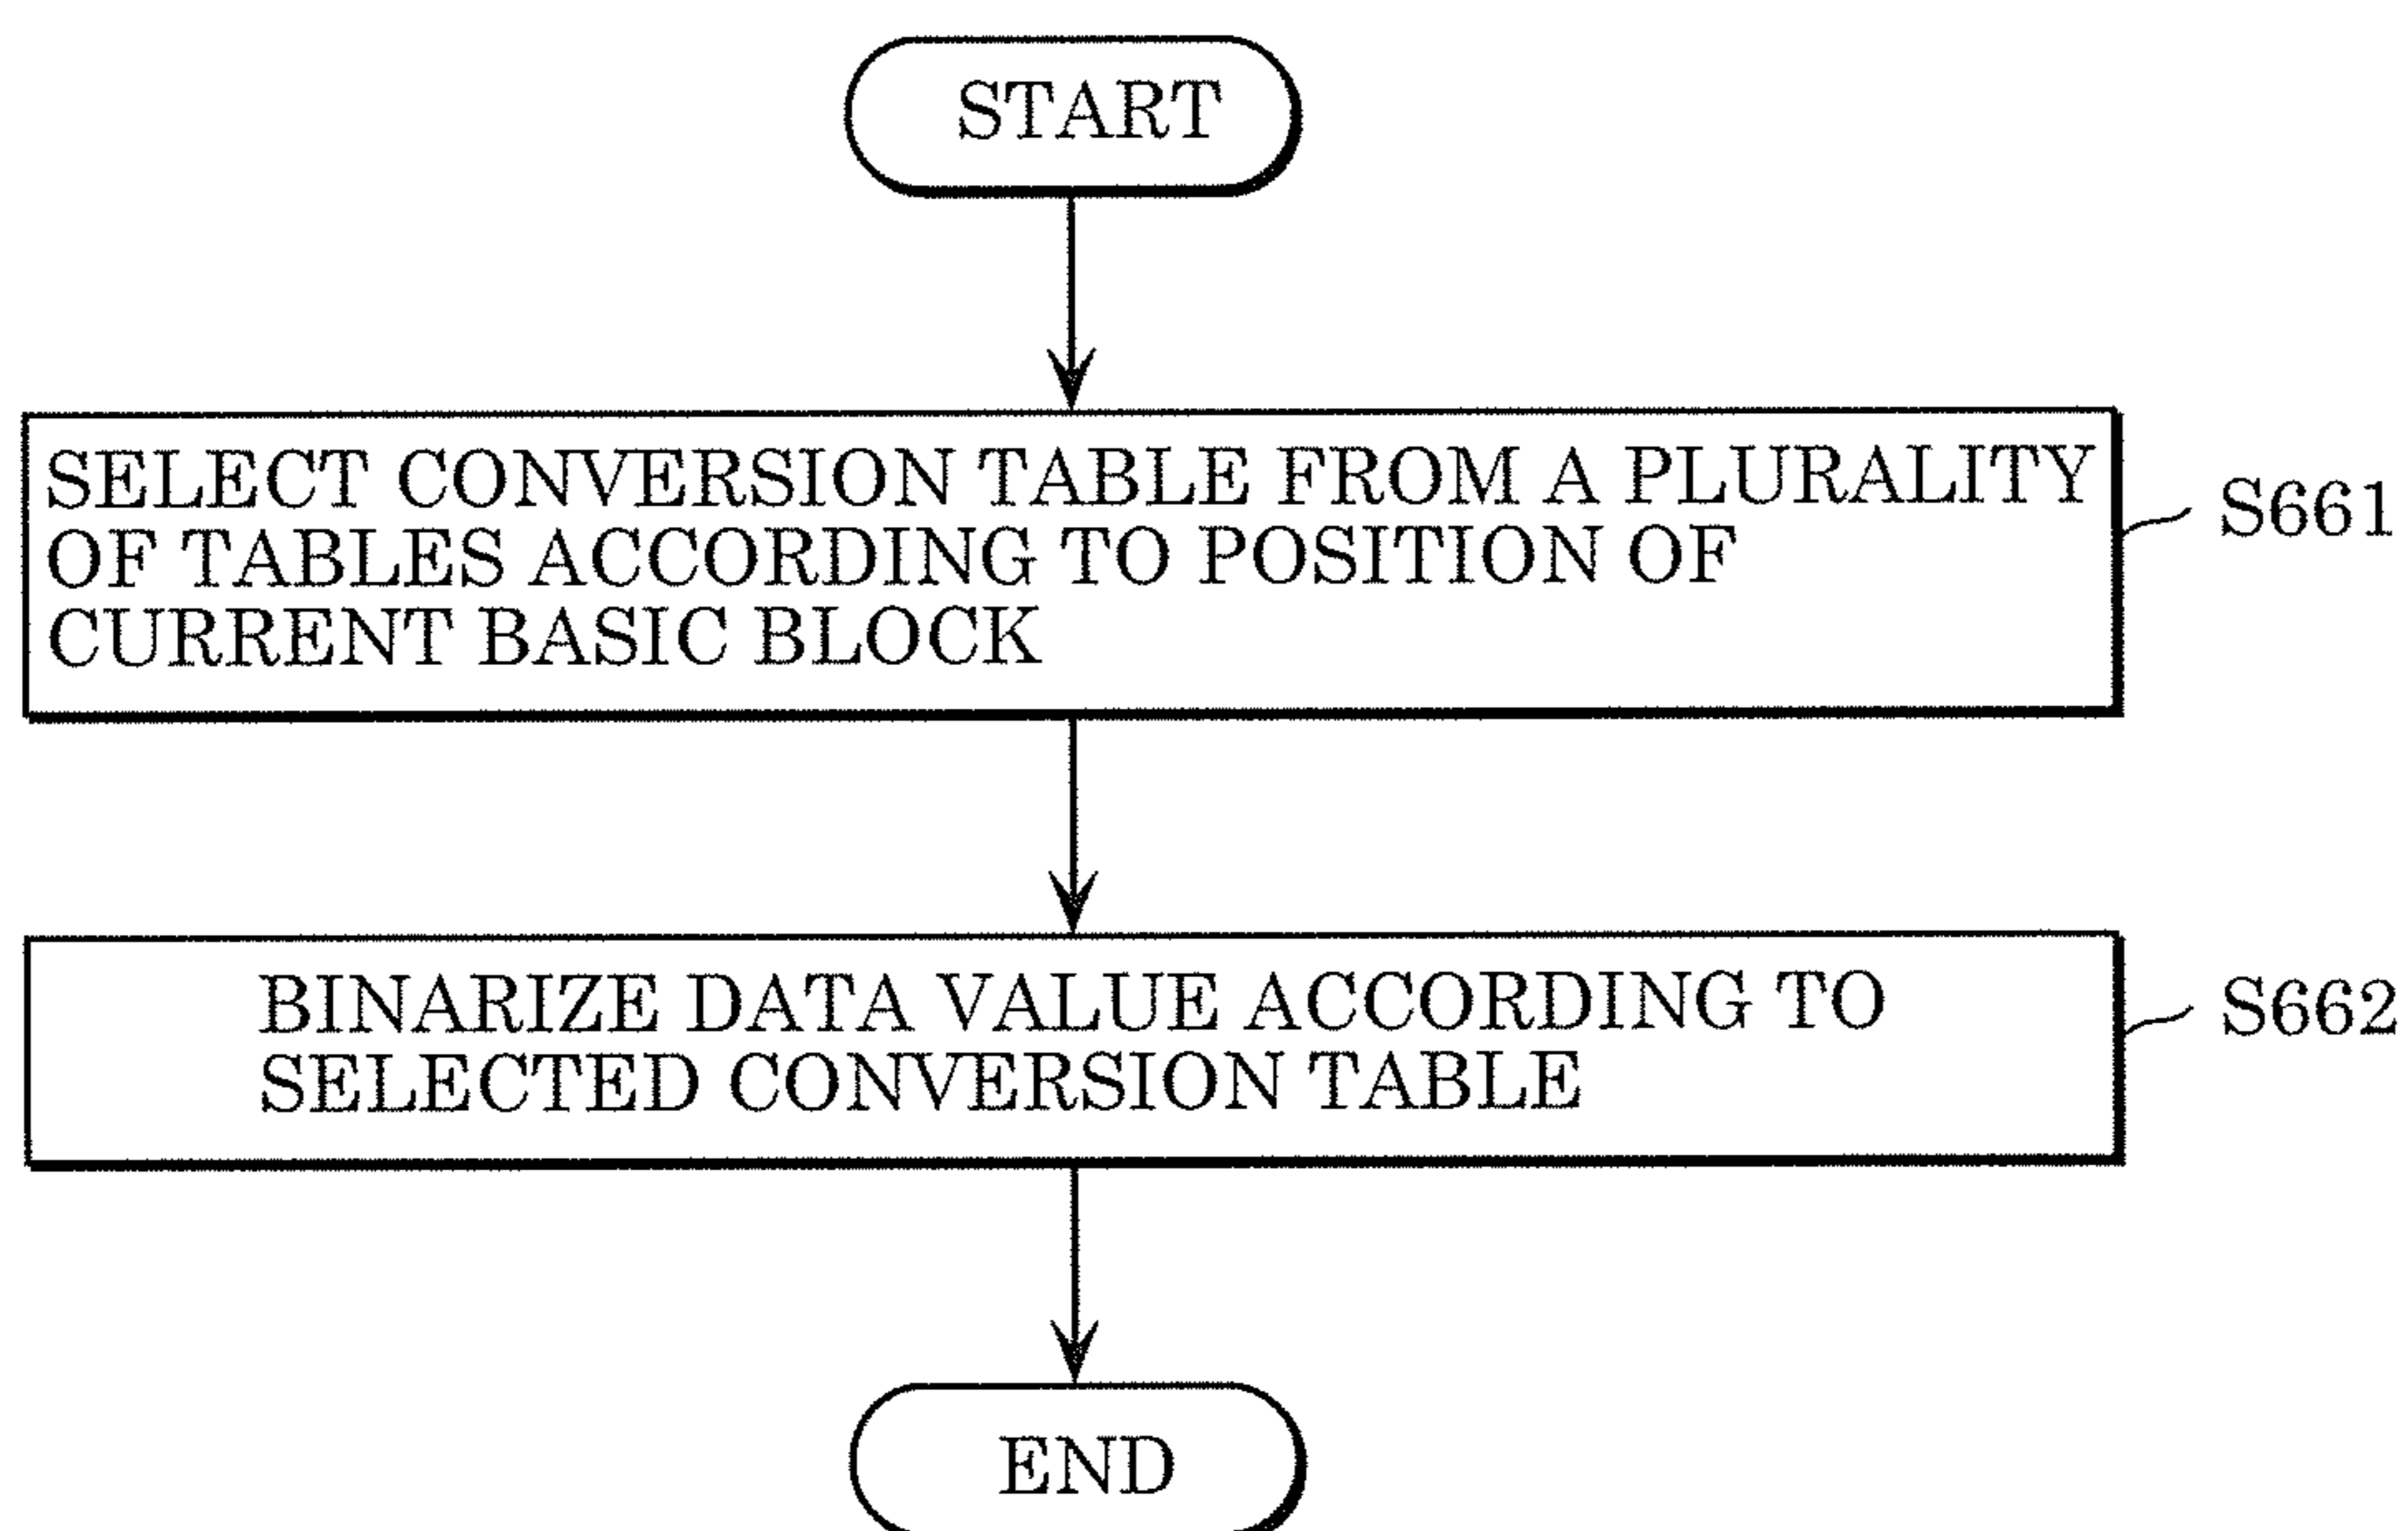 START
SELECT CONVERSION TABLE FROM A PLURALITY
OF TABLES ACCORDING TO POSITION OF
CURRENT BASIC BLOCK
S661
BINARIZE DATA VALUE ACCORDING TO
SELECTED CONVERSION TABLE
S662
END